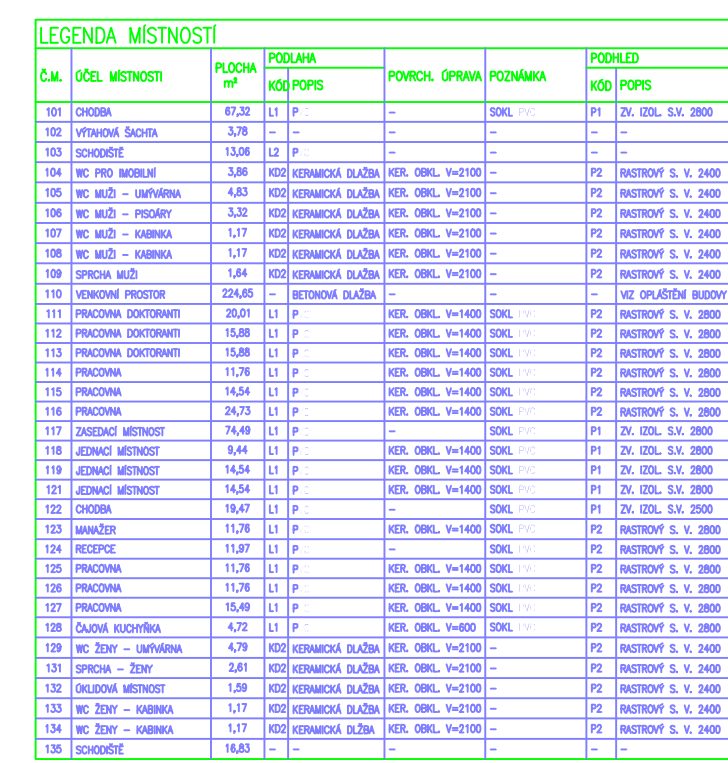 LEGENDA MÍSTNOSTÍ
Č.M. ÚČEL MÍSTNOSTI PLOCHA m² PODLAHA POVRCH. ÚPRAVA POZNÁMKA PODHLED
KÓD POPIS KÓD POPIS
101 CHODBA 67,32 L1 P – SOKL PVC P1 ZV. IZOL. S.V. 2800
102 VÝTAHOVÁ ŠACHTA 3,78 – – – – – –
103 SCHODIŠTĚ 13,06 L2 P – – – –
104 WC PRO IMOBILNÍ 3,86 KD2 KERAMICKÁ DLAŽBA KER. OBKL. V=2100 – P2 RASTROVÝ S. V. 2400
105 WC MUŽI – UMÝVÁRNA 4,83 KD2 KERAMICKÁ DLAŽBA KER. OBKL. V=2100 – P2 RASTROVÝ S. V. 2400
106 WC MUŽI – PISOÁRY 3,32 KD2 KERAMICKÁ DLAŽBA KER. OBKL. V=2100 – P2 RASTROVÝ S. V. 2400
107 WC MUŽI – KABINKA 1,17 KD2 KERAMICKÁ DLAŽBA KER. OBKL. V=2100 – P2 RASTROVÝ S. V. 2400
108 WC MUŽI – KABINKA 1,17 KD2 KERAMICKÁ DLAŽBA KER. OBKL. V=2100 – P2 RASTROVÝ S. V. 2400
109 SPRCHA MUŽI 1,64 KD2 KERAMICKÁ DLAŽBA KER. OBKL. V=2100 – P2 RASTROVÝ S. V. 2400
110 VENKOVNÍ PROSTOR 224,65 – BETONOVÁ DLAŽBA – – – VIZ OPLÁŠTĚNÍ BUDOVY
111 PRACOVNA DOKTORANTI 20,01 L1 P KER. OBKL. V=1400 SOKL PVC P2 RASTROVÝ S. V. 2800
112 PRACOVNA DOKTORANTI 15,88 L1 P KER. OBKL. V=1400 SOKL PVC P2 RASTROVÝ S. V. 2800
113 PRACOVNA DOKTORANTI 15,88 L1 P KER. OBKL. V=1400 SOKL PVC P2 RASTROVÝ S. V. 2800
114 PRACOVNA 11,76 L1 P KER. OBKL. V=1400 SOKL PVC P2 RASTROVÝ S. V. 2800
115 PRACOVNA 14,54 L1 P KER. OBKL. V=1400 SOKL PVC P2 RASTROVÝ S. V. 2800
116 PRACOVNA 24,73 L1 P KER. OBKL. V=1400 SOKL PVC P2 RASTROVÝ S. V. 2800
117 ZASEDACÍ MÍSTNOST 74,49 L1 P – SOKL PVC P1 ZV. IZOL. S.V. 2800
118 JEDNACÍ MÍSTNOST 9,44 L1 P KER. OBKL. V=1400 SOKL PVC P1 ZV. IZOL. S.V. 2800
119 JEDNACÍ MÍSTNOST 14,54 L1 P KER. OBKL. V=1400 SOKL PVC P1 ZV. IZOL. S.V. 2800
121 JEDNACÍ MÍSTNOST 14,54 L1 P KER. OBKL. V=1400 SOKL PVC P1 ZV. IZOL. S.V. 2800
122 CHODBA 19,47 L1 P – SOKL PVC P1 ZV. IZOL. S.V. 2500
123 MANAŽER 11,76 L1 P KER. OBKL. V=1400 SOKL PVC P2 RASTROVÝ S. V. 2800
124 RECEPCE 11,97 L1 P – SOKL PVC P2 RASTROVÝ S. V. 2800
125 PRACOVNA 11,76 L1 P KER. OBKL. V=1400 SOKL PVC P2 RASTROVÝ S. V. 2800
126 PRACOVNA 11,76 L1 P KER. OBKL. V=1400 SOKL PVC P2 RASTROVÝ S. V. 2800
127 PRACOVNA 15,49 L1 P KER. OBKL. V=1400 SOKL PVC P2 RASTROVÝ S. V. 2800
128 ČAJOVÁ KUCHYŇKA 4,72 L1 P KER. OBKL. V=600 SOKL PVC P2 RASTROVÝ S. V. 2800
129 WC ŽENY – UMÝVÁRNA 4,79 KD2 KERAMICKÁ DLAŽBA KER. OBKL. V=2100 – P2 RASTROVÝ S. V. 2400
131 SPRCHA – ŽENY 2,61 KD2 KERAMICKÁ DLAŽBA KER. OBKL. V=2100 – P2 RASTROVÝ S. V. 2400
132 ÚKLIDOVÁ MÍSTNOST 1,59 KD2 KERAMICKÁ DLAŽBA KER. OBKL. V=2100 – P2 RASTROVÝ S. V. 2400
133 WC ŽENY – KABINKA 1,17 KD2 KERAMICKÁ DLAŽBA KER. OBKL. V=2100 – P2 RASTROVÝ S. V. 2400
134 WC ŽENY – KABINKA 1,17 KD2 KERAMICKÁ DLŽBA KER. OBKL. V=2100 – P2 RASTROVÝ S. V. 2400
135 SCHODIŠTĚ 16,83 – – – – – –